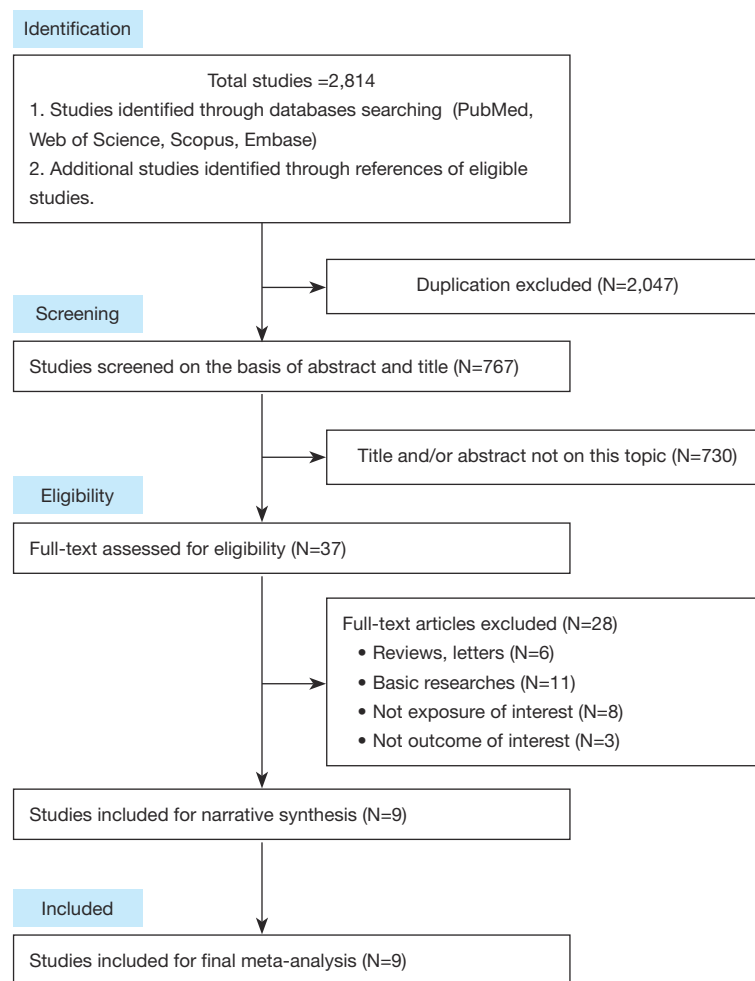 Identification
Total studies =2,814
1. Studies identified through databases searching (PubMed,
Web of Science, Scopus, Embase)
2. Additional studies identified through references of eligible
studies.
Duplication excluded (N=2,047)
Screening
Studies screened on the basis of abstract and title (N=767)
Title and/or abstract not on this topic (N=730)
Eligibility
Full-text assessed for eligibility (N=37)
Full-text articles excluded (N=28)
• Reviews, letters (N=6)
• Basic researches (N=11)
• Not exposure of interest (N=8)
• Not outcome of interest (N=3)
Studies included for narrative synthesis (N=9)
Included
Studies included for final meta-analysis (N=9)